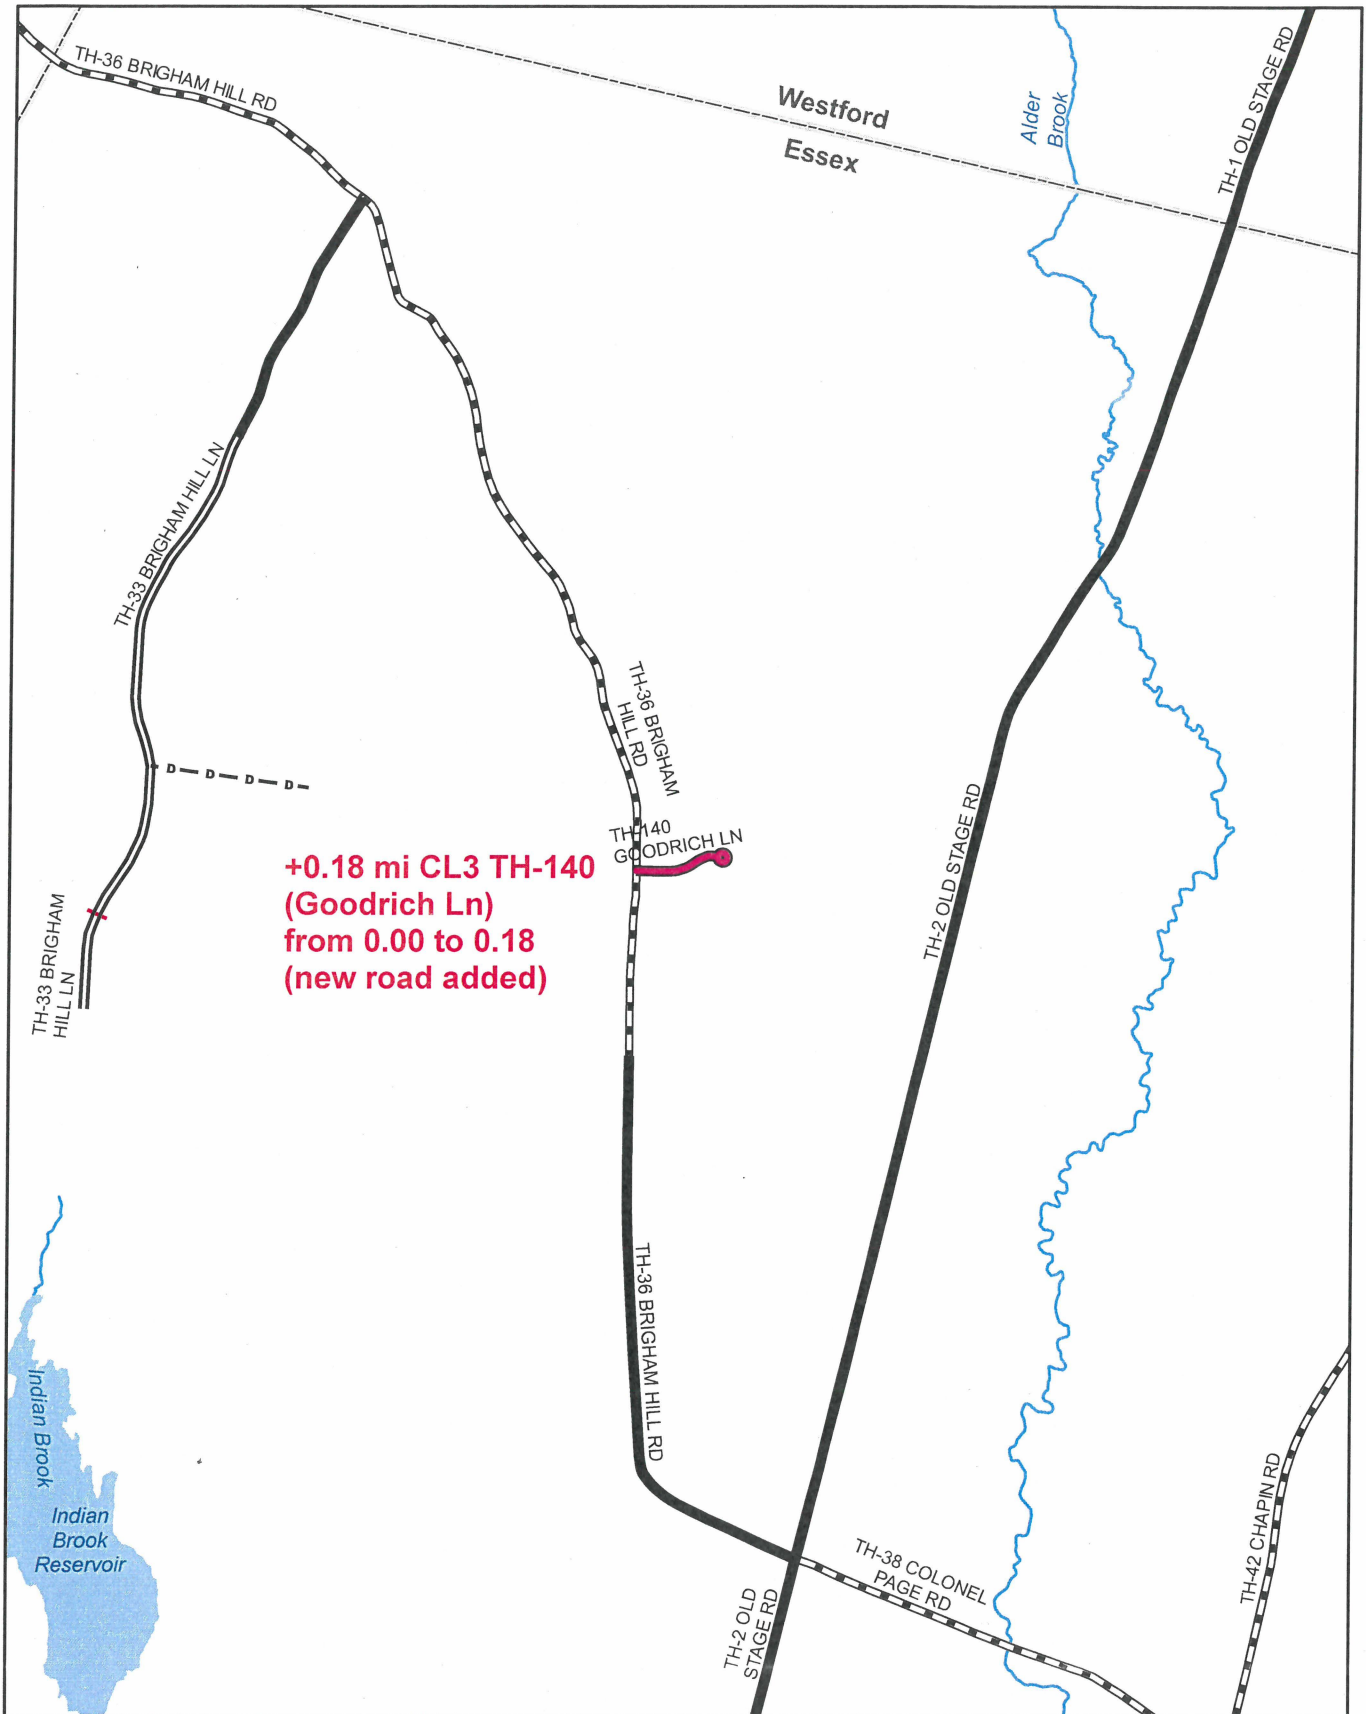 TH-36 BRIGHAM HILL RD
Westford
Essex
Alder
Brook
TH-1 OLD STAGE RD
TH-33 BRIGHAM HILL LN
TH-36 BRIGHAM
HILL RD
D D D D
TH-140
GOODRICH LN
+0.18 mi CL3 TH-140
(Goodrich Ln)
from 0.00 to 0.18
(new road added)
TH-2 OLD STAGE RD
TH-33 BRIGHAM
HILL LN
TH-36 BRIGHAM HILL RD
Indian Brook
Indian
Brook
Reservoir
TH-42 CHAPIN RD
TH-38 COLONEL
PAGE RD
TH-2 OLD
STAGE RD